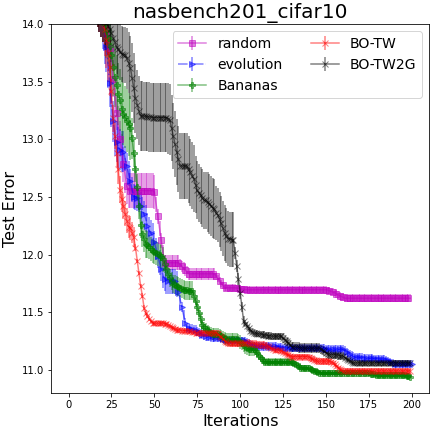 nasbench201_cifar10
random
evolution
Bananas
BO-TW
BO-TW2G
Test Error
14.0
13.5
13.0
12.5
12.0
11.5
11.0
0 25 50 75 100 125 150 175 200
Iterations